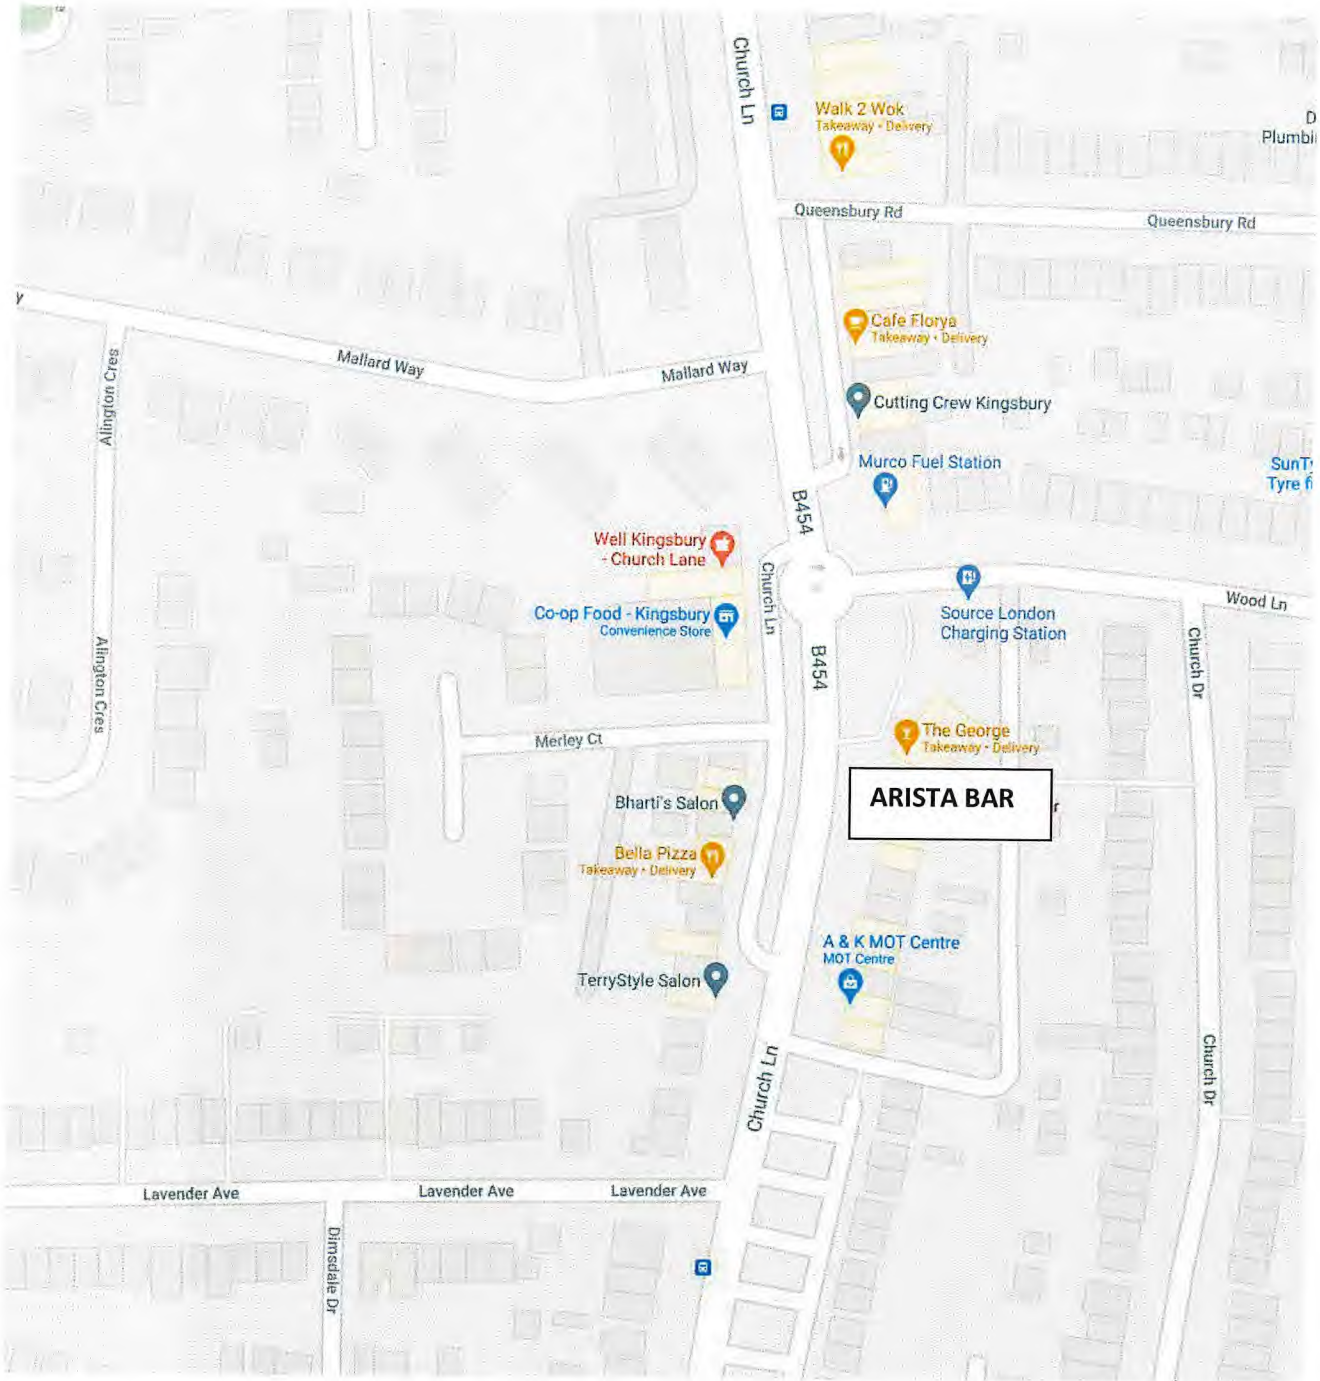 Church Ln
Walk 2 Wok
Takeaway • Delivery
D
Plumbi
Queensbury Rd
Queensbury Rd
y
Cafe Florya
Takeaway • Delivery
Mallard Way
Mallard Way
Alington Cres
Cutting Crew Kingsbury
Murco Fuel Station
SunTy
Tyre fi
B454
Well Kingsbury
- Church Lane
Church Ln
Co-op Food - Kingsbury
Convenience Store
Source London
Charging Station
Wood Ln
Alington Cres
B454
Church Dr
The George
Takeaway • Delivery
Merley Ct
ARISTA BAR
r
Bharti's Salon
Bella Pizza
Takeaway • Delivery
A & K MOT Centre
MOT Centre
TerryStyle Salon
Church Ln
Church Dr
Lavender Ave
Lavender Ave
Lavender Ave
Dimsdale Dr